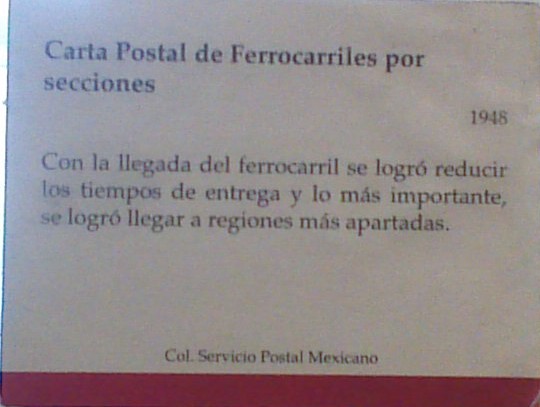 Carta Postal de Ferrocarriles por
secciones
1948
Con la llegada del ferrocarril se logró reducir
los tiempos de entrega y lo más importante,
se logró llegar a regiones más apartadas.
Col. Servicio Postal Mexicano